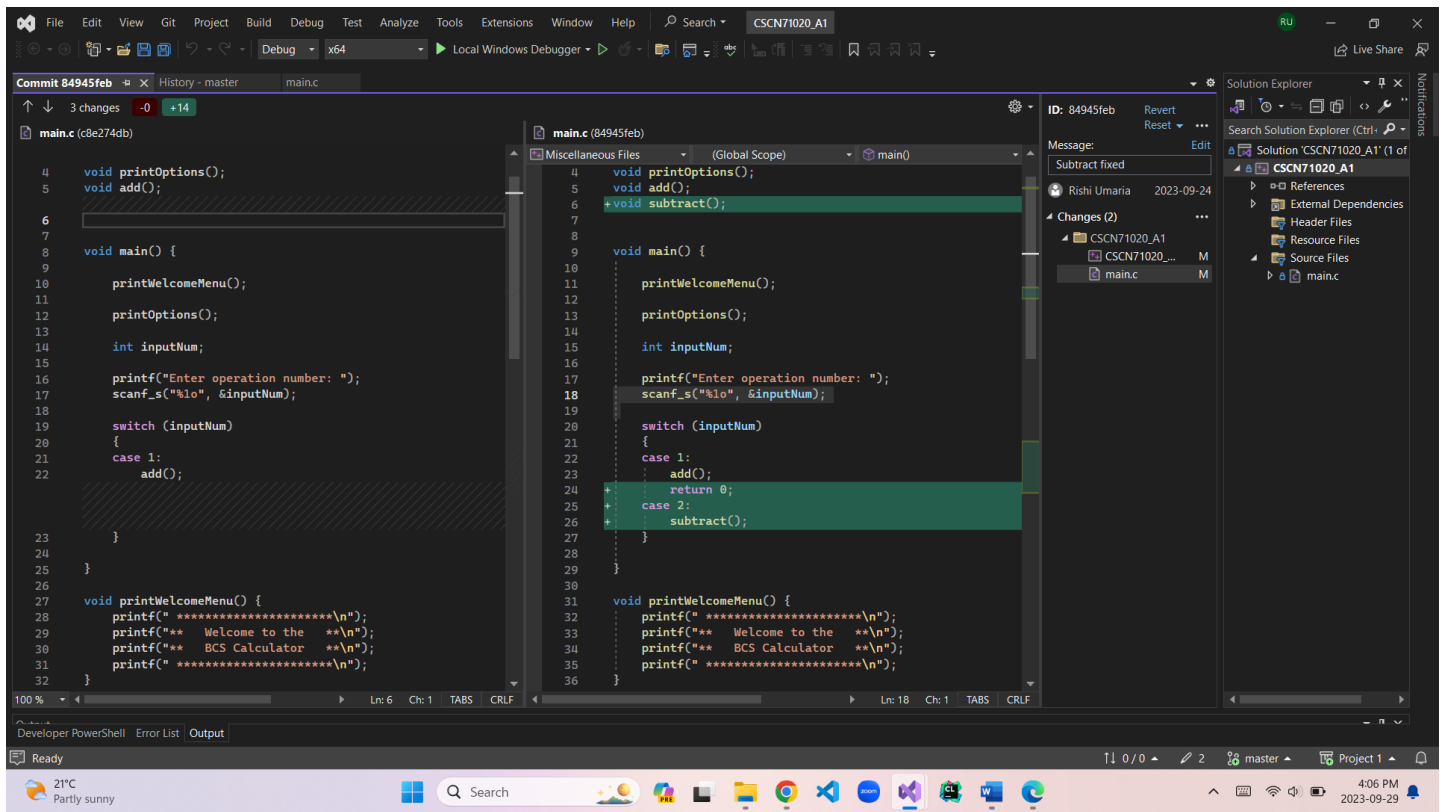 File Edit View Git Project Build Debug Test Analyze Tools Extensions Window Help Search CSCN71020_A1 RU
Debug x64 Local Windows Debugger Live Share
Commit 84945feb History - master main.c
3 changes -0 +14
main.c (c8e274db)
4 void printOptions();
5 void add();
6
7
8 void main() {
9
10 printWelcomeMenu();
11
12 printOptions();
13
14 int inputNum;
15
16 printf("Enter operation number: ");
17 scanf_s("%1o", &inputNum);
18
19 switch (inputNum)
20 {
21 case 1:
22 add();
23 }
24
25 }
26
27 void printWelcomeMenu() {
28 printf(" **********************\n");
29 printf("**   Welcome to the   **\n");
30 printf("**   BCS Calculator   **\n");
31 printf(" **********************\n");
32 }
100 % Ln: 6 Ch: 1 TABS CRLF
main.c (84945feb)
Miscellaneous Files (Global Scope) main()
4 void printOptions();
5 void add();
6 +void subtract();
7
8
9 void main() {
10
11 printWelcomeMenu();
12
13 printOptions();
14
15 int inputNum;
16
17 printf("Enter operation number: ");
18 scanf_s("%1o", &inputNum);
19
20 switch (inputNum)
21 {
22 case 1:
23 add();
24 + return 0;
25 + case 2:
26 + subtract();
27 }
28
29 }
30
31 void printWelcomeMenu() {
32 printf(" **********************\n");
33 printf("**   Welcome to the   **\n");
34 printf("**   BCS Calculator   **\n");
35 printf(" **********************\n");
36 }
Ln: 18 Ch: 1 TABS CRLF
ID: 84945feb Revert
Reset
Message: Edit
Subtract fixed
Rishi Umaria 2023-09-24
Changes (2)
CSCN71020_A1
CSCN71020_... M
main.c M
Solution Explorer
Search Solution Explorer (Ctrl+
Solution 'CSCN71020_A1' (1 of
CSCN71020_A1
References
External Dependencies
Header Files
Resource Files
Source Files
main.c
Notifications
Developer PowerShell Error List Output
Ready 0 / 0 2 master Project 1
21°C
Partly sunny
Search
PRE
zoom
4:06 PM
2023-09-29